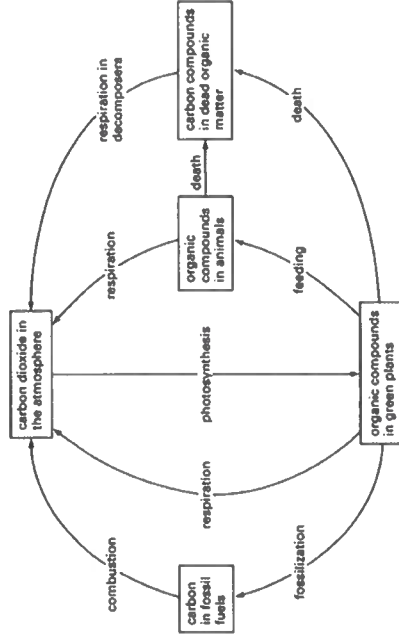 carbon dioxide in
the atmosphere
combustion
respiration
respiration
respiration in
decomposers
photosynthesis
carbon
in fossil
fuels
organic
compounds
in animals
death
carbon compounds
in dead organic
matter
fossilization
feeding
death
organic compounds
in green plants